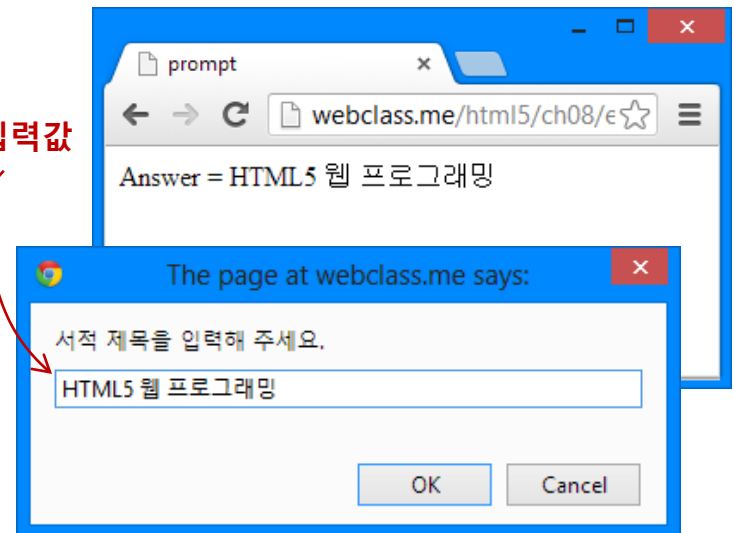 prompt
webclass.me/html5/ch08/e
력값
Answer = HTML5 웹 프로그래밍
The page at webclass.me says:
서적 제목을 입력해 주세요.
HTML5 웹 프로그래밍
OK Cancel